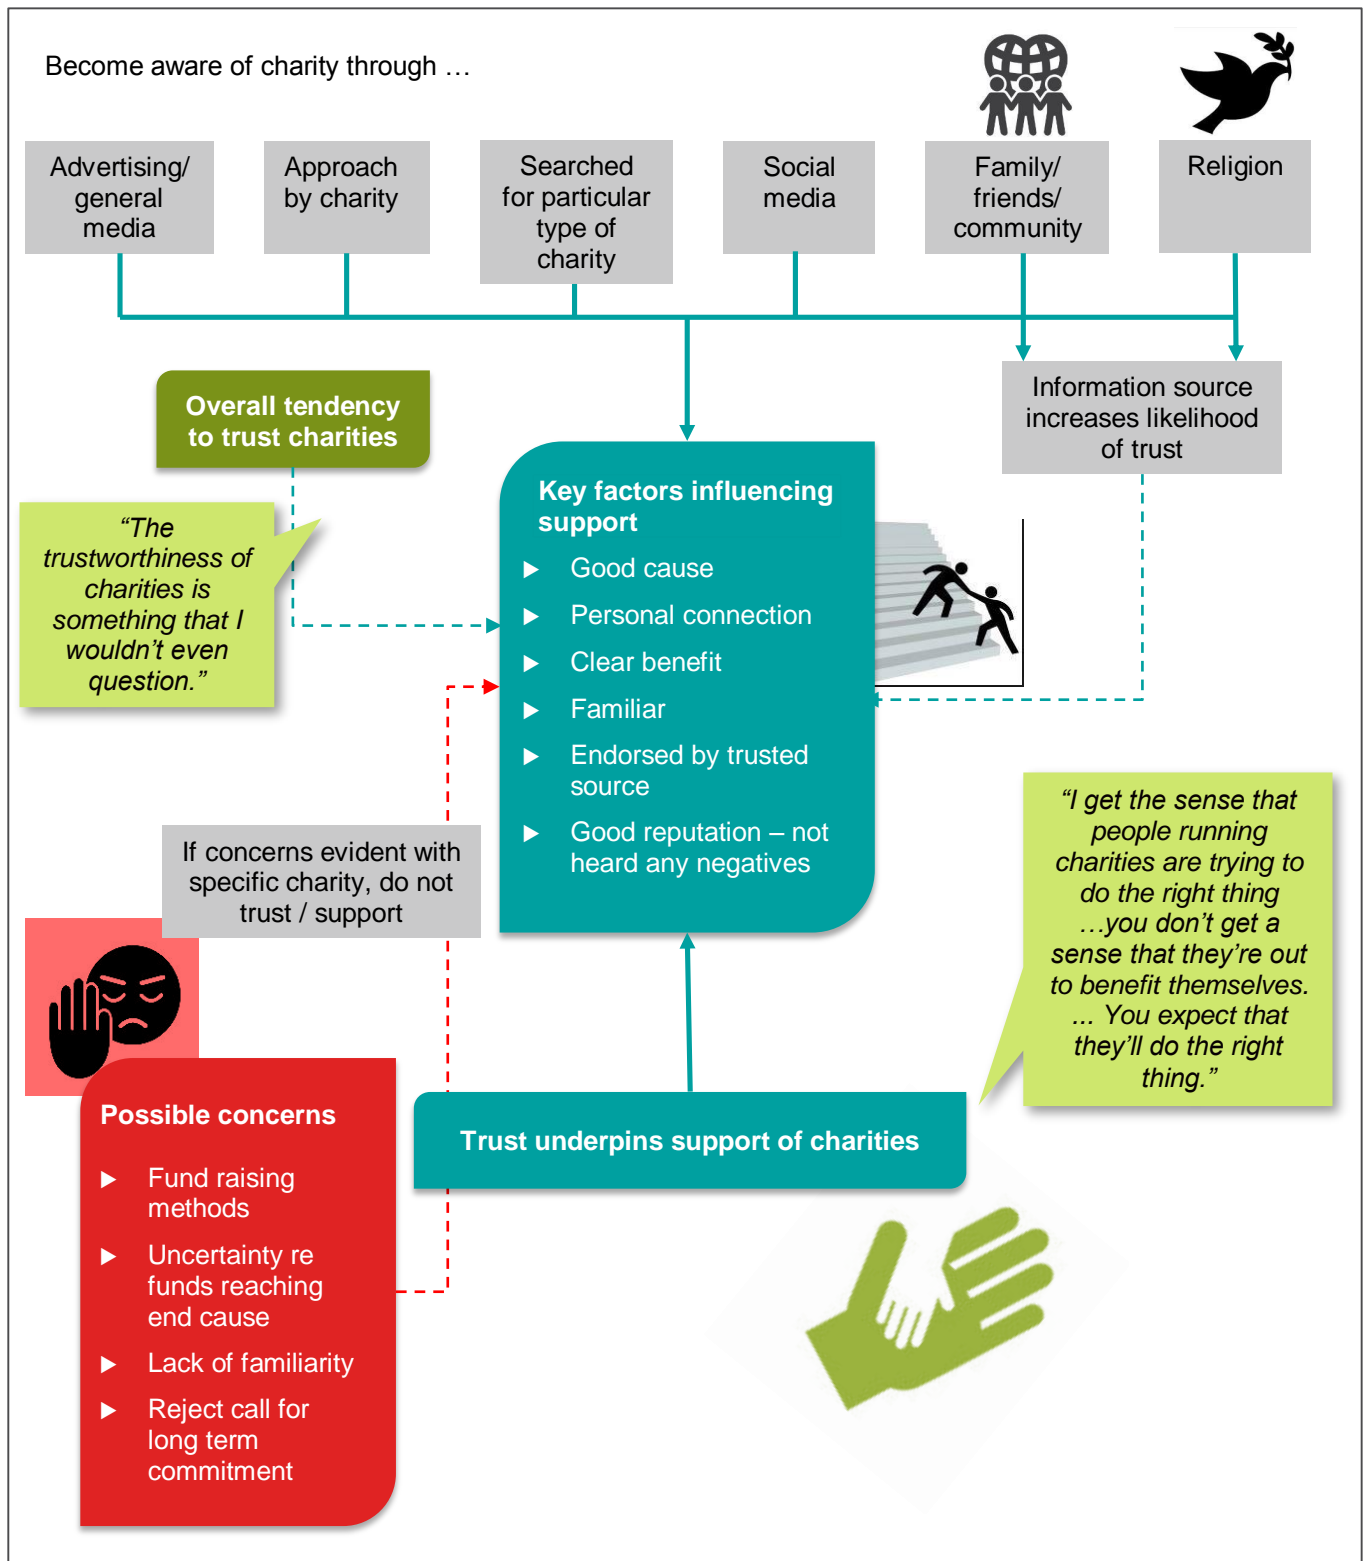 Become aware of charity through …
Advertising/
general
media
Approach
by charity
Searched
for particular
type of
charity
Social
media
Family/
friends/
community
Religion
Overall tendency
to trust charities
Information source
increases likelihood
of trust
“The
trustworthiness of
charities is
something that I
wouldn’t even
question.”
Key factors influencing
support
► Good cause
► Personal connection
► Clear benefit
► Familiar
► Endorsed by trusted
source
► Good reputation – not
heard any negatives
If concerns evident with
specific charity, do not
trust / support
“I get the sense that
people running
charities are trying to
do the right thing
…you don’t get a
sense that they’re out
to benefit themselves.
... You expect that
they’ll do the right
thing.”
Possible concerns
► Fund raising
methods
► Uncertainty re
funds reaching
end cause
► Lack of familiarity
► Reject call for
long term
commitment
Trust underpins support of charities